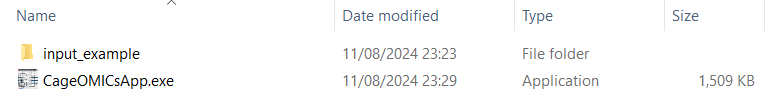 Name Date modified Type Size
input_example 11/08/2024 23:23 File folder
CageOMICsApp.exe 11/08/2024 23:29 Application 1,509 KB